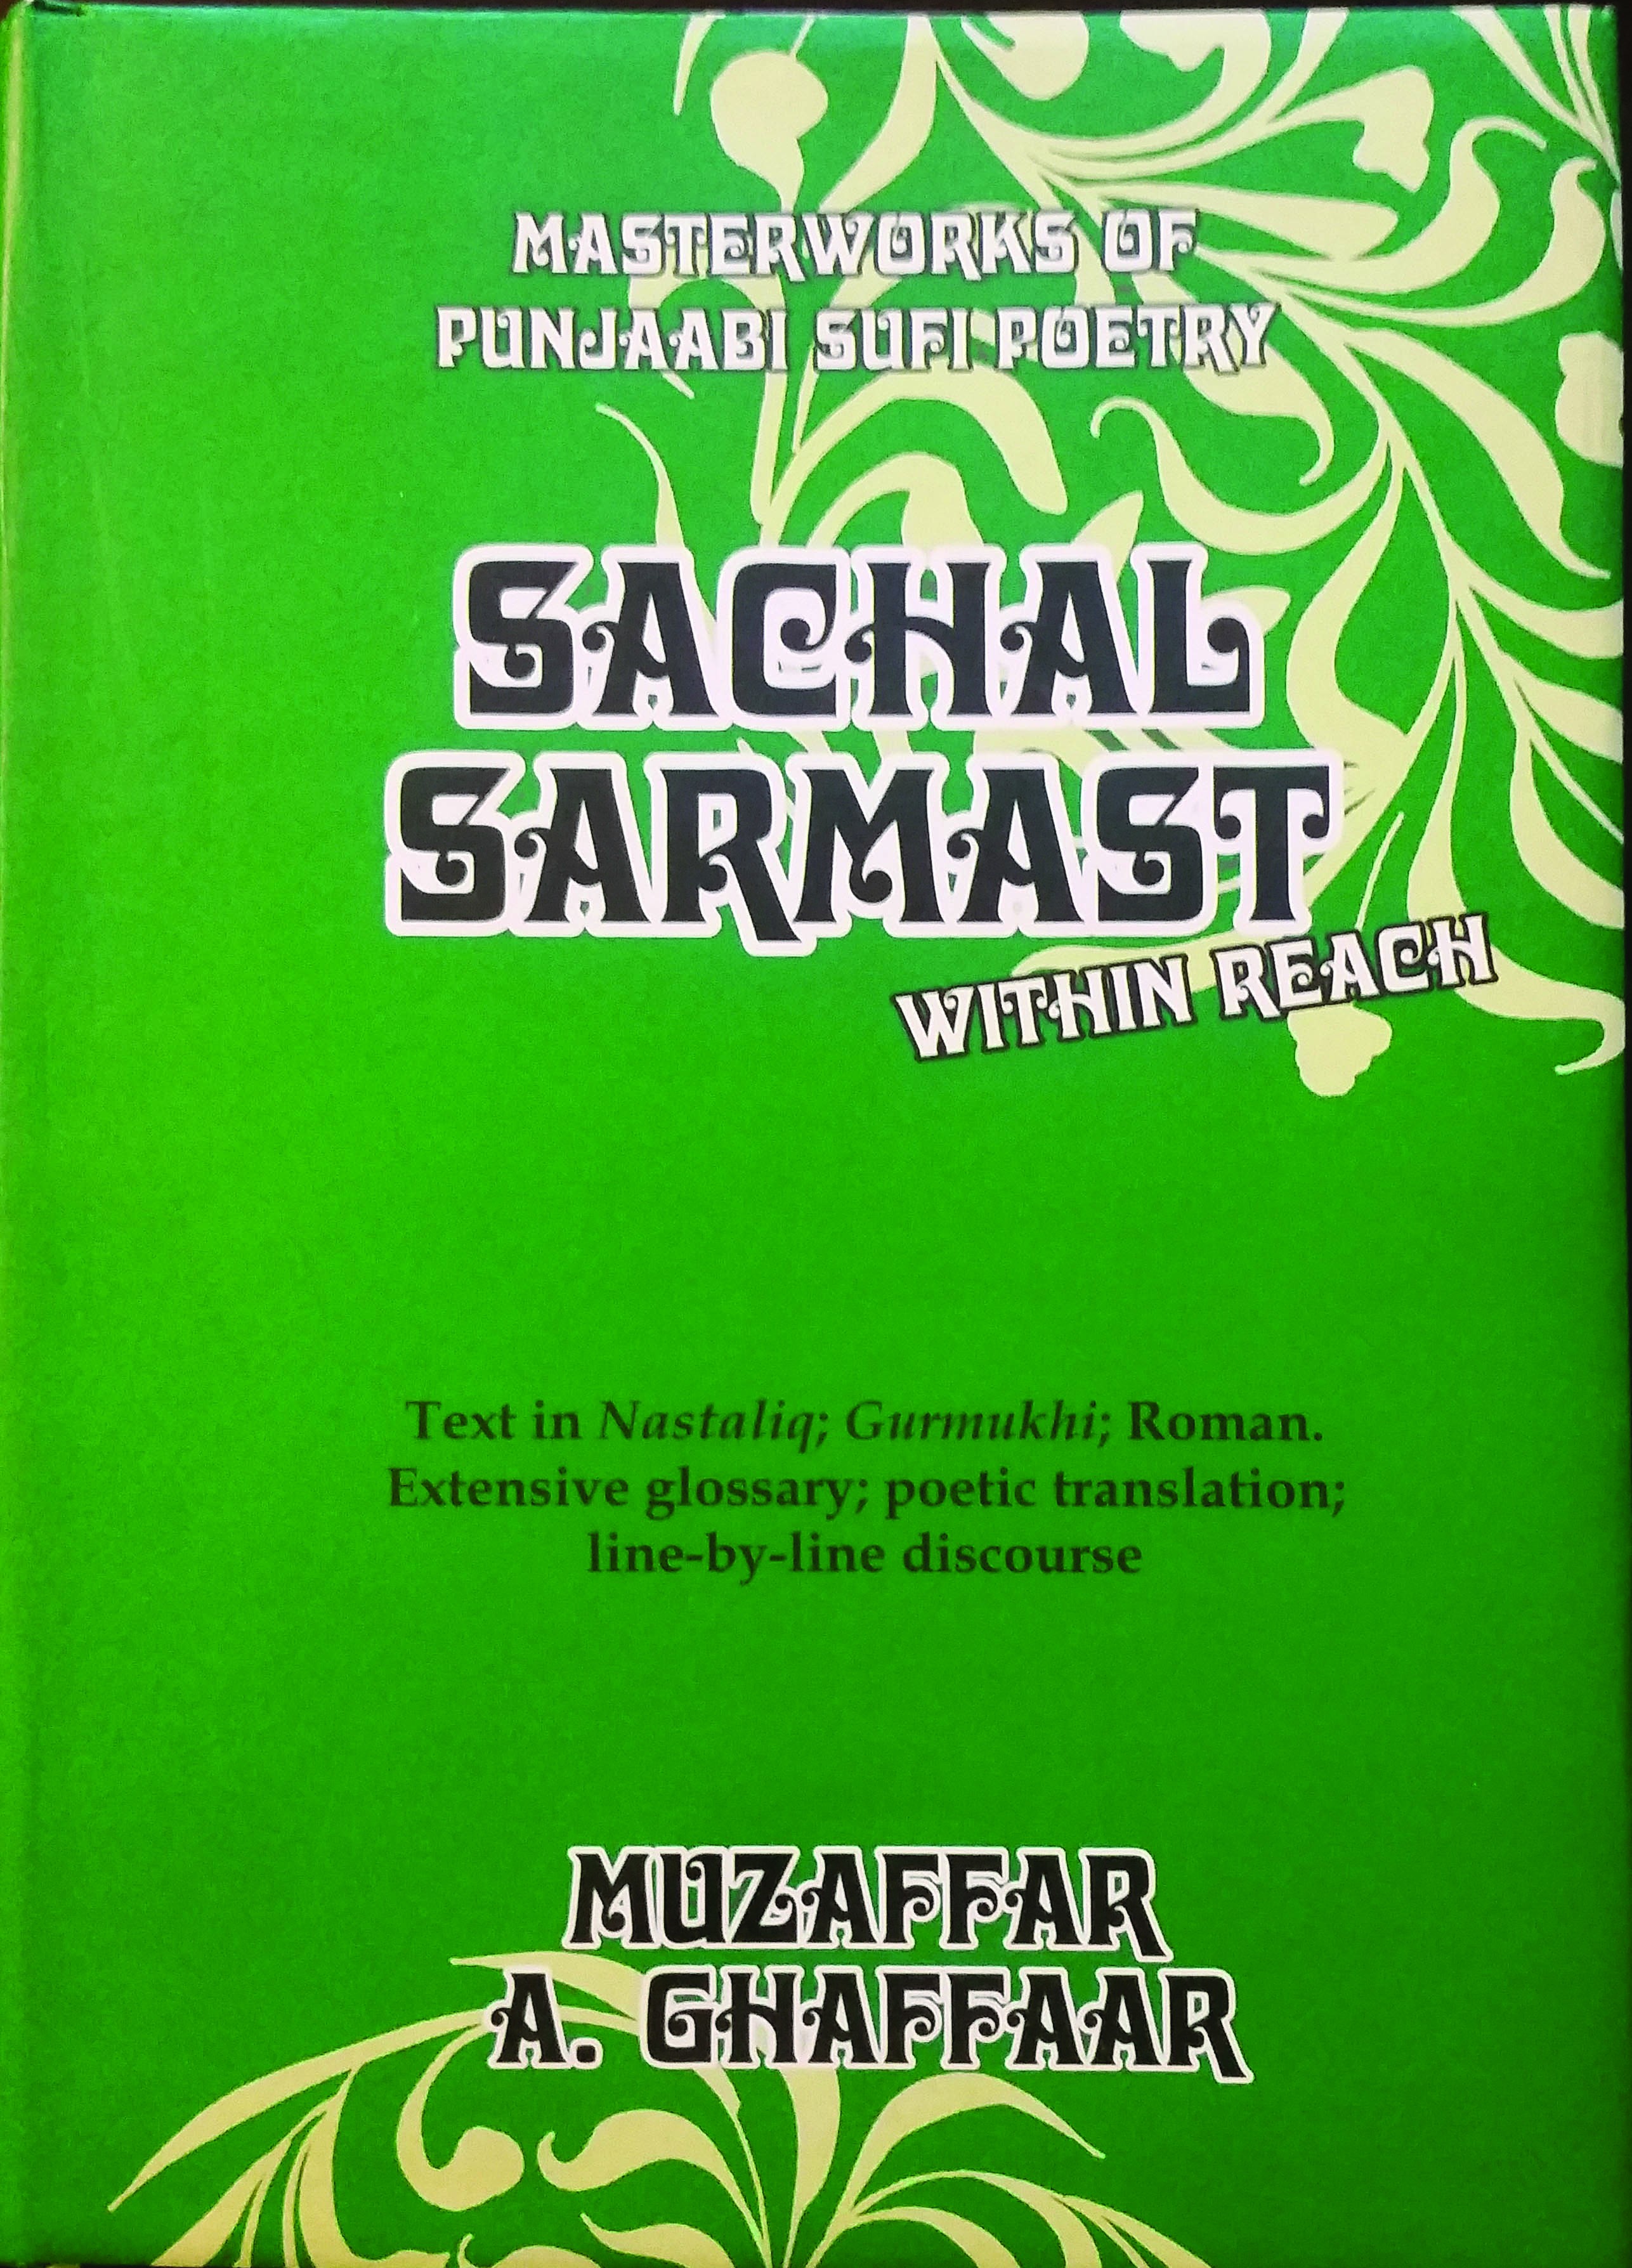 MASTERWORKS OF
PUNJAABI SUFI POETRY
SACHAL
SARMAST
WITHIN REACH
Text in Nastaliq; Gurmukhi; Roman.
Extensive glossary; poetic translation;
line-by-line discourse
MUZAFFAR
A. GHAFFAAR